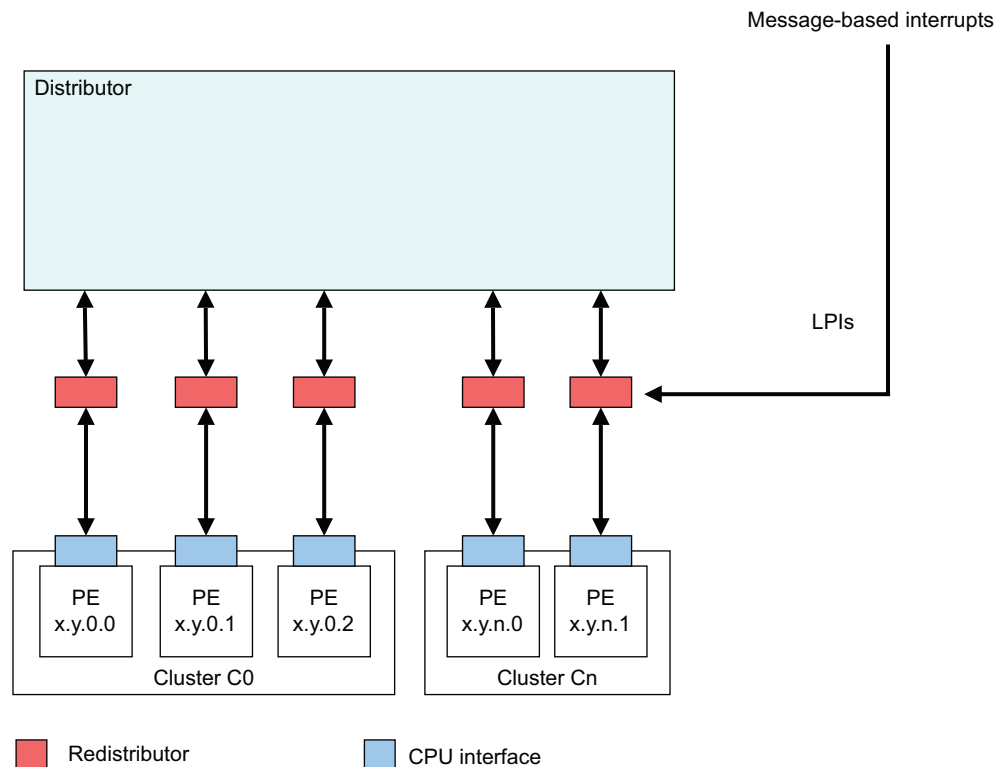 Message-based interrupts
Distributor
LPIs
PE
x.y.0.0
PE
x.y.0.1
PE
x.y.0.2
PE
x.y.n.0
PE
x.y.n.1
Cluster C0
Cluster Cn
Redistributor
CPU interface